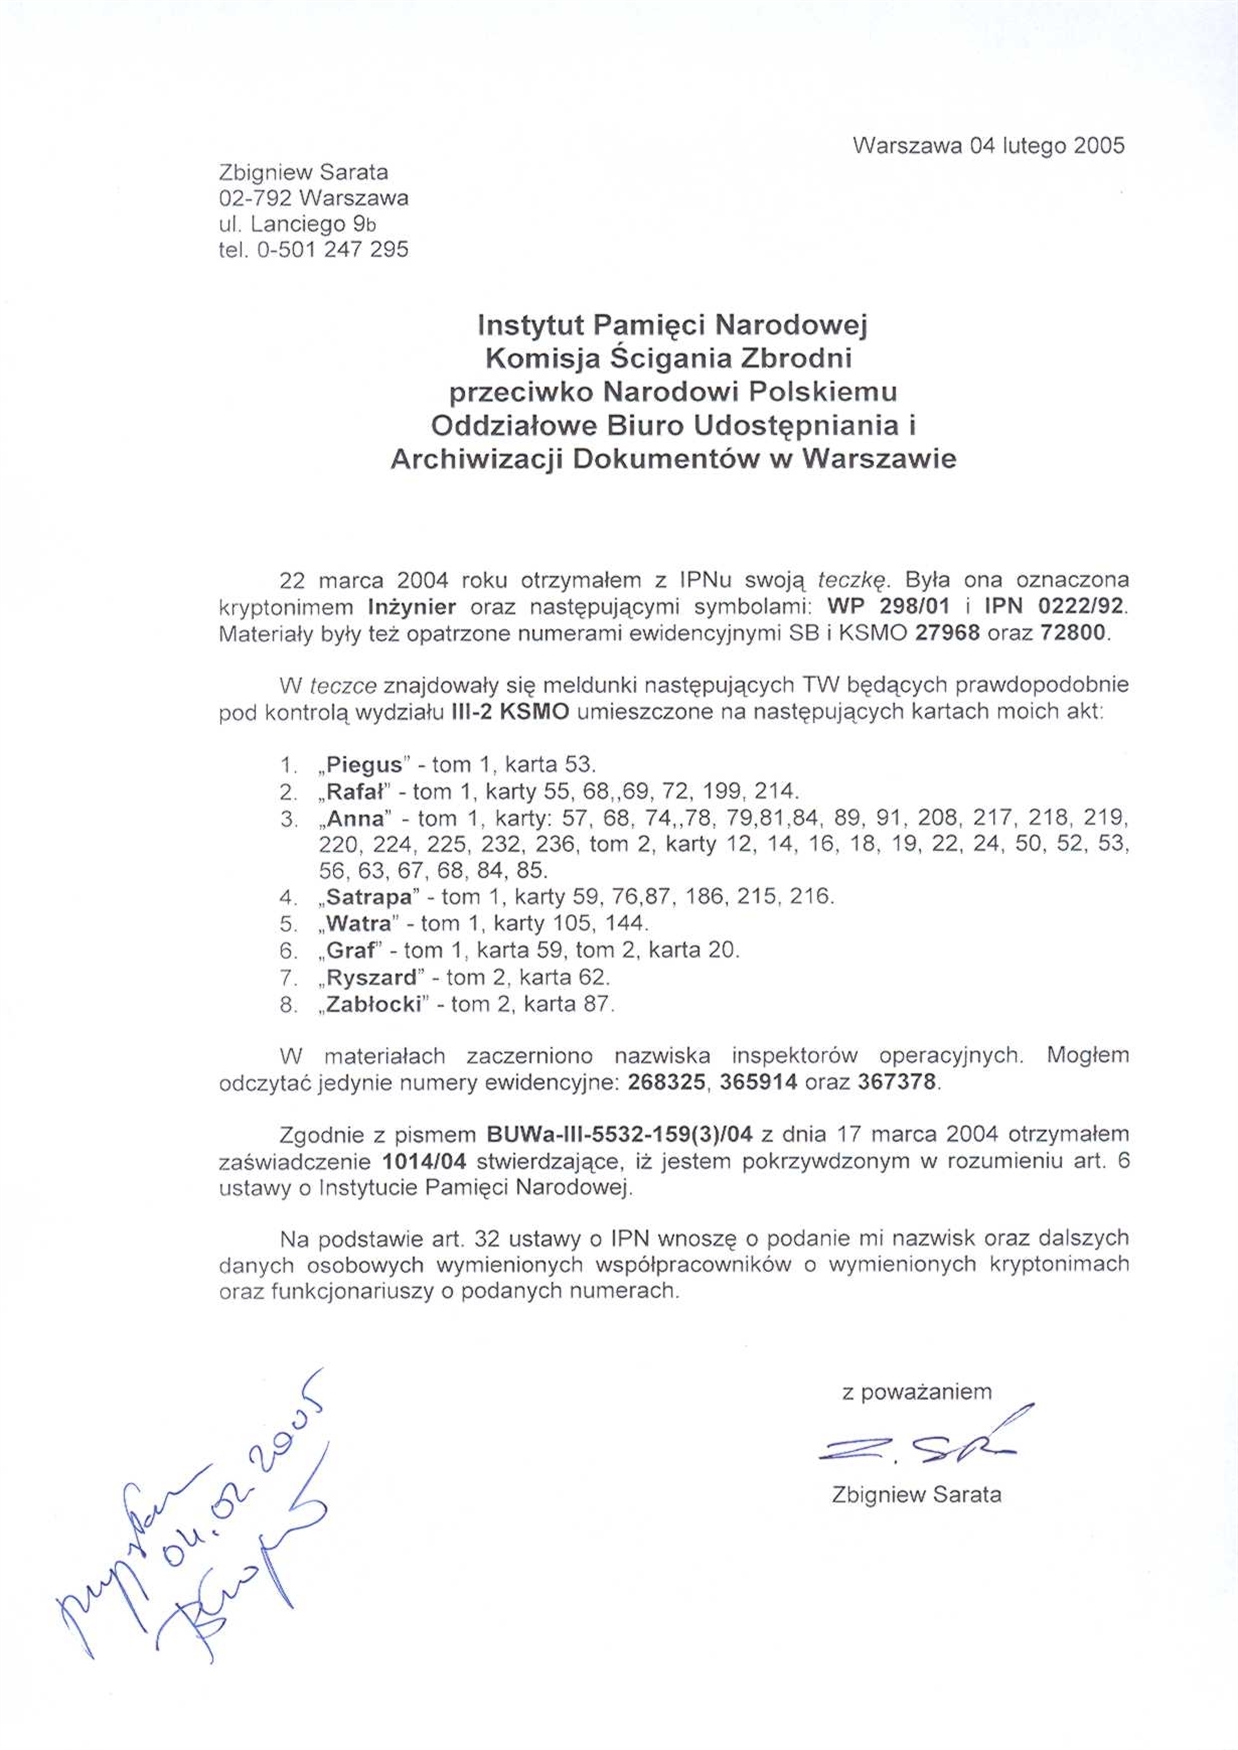 Warszawa 04 lutego 2005
Zbigniew Sarata
02-792 Warszawa
ul. Lanciego 9b
tel. 0-501 247 295
Instytut Pamięci Narodowej
Komisja Ścigania Zbrodni
przeciwko Narodowi Polskiemu
Oddziałowe Biuro Udostępniania i
Archiwizacji Dokumentów w Warszawie
22 marca 2004 roku otrzymałem z IPNu swoją teczkę. Była ona oznaczona
kryptonimem Inżynier oraz następującymi symbolami: WP 298/01 i IPN 0222/92.
Materiały były też opatrzone numerami ewidencyjnymi SB i KSMO 27968 oraz 72800.
W teczce znajdowały się meldunki następujących TW będących prawdopodobnie
pod kontrolą wydziału III-2 KSMO umieszczone na następujących kartach moich akt:
1. „Piegus” - tom 1, karta 53.
2. „Rafał” - tom 1, karty 55, 68,,69, 72, 199, 214.
3. „Anna” - tom 1, karty: 57, 68, 74,,78, 79,81,84, 89, 91, 208, 217, 218, 219,
220, 224, 225, 232, 236, tom 2, karty 12, 14, 16, 18, 19, 22, 24, 50, 52, 53,
56, 63, 67, 68, 84, 85.
4. „Satrapa” - tom 1, karty 59, 76,87, 186, 215, 216.
5. „Watra” - tom 1, karty 105, 144.
6. „Graf” - tom 1, karta 59, tom 2, karta 20.
7. „Ryszard” - tom 2, karta 62.
8. „Zabłocki” - tom 2, karta 87.
W materiałach zaczerniono nazwiska inspektorów operacyjnych. Mogłem
odczytać jedynie numery ewidencyjne: 268325, 365914 oraz 367378.
Zgodnie z pismem BUWa-III-5532-159(3)/04 z dnia 17 marca 2004 otrzymałem
zaświadczenie 1014/04 stwierdzające, iż jestem pokrzywdzonym w rozumieniu art. 6
ustawy o Instytucie Pamięci Narodowej.
Na podstawie art. 32 ustawy o IPN wnoszę o podanie mi nazwisk oraz dalszych
danych osobowych wymienionych współpracowników o wymienionych kryptonimach
oraz funkcjonariuszy o podanych numerach.
z poważaniem
Zbigniew Sarata
04.02.2005